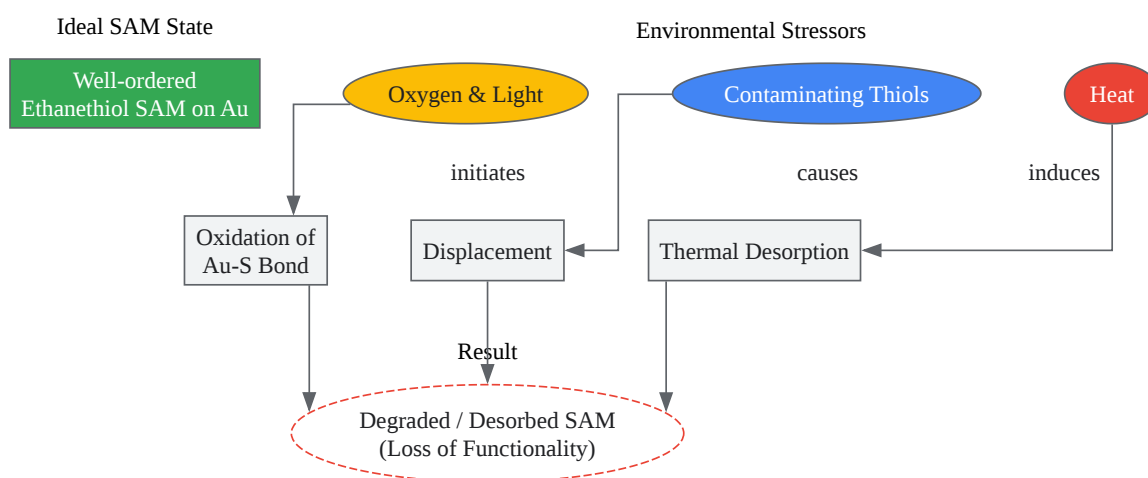 Ideal SAM State
Environmental Stressors
Well-ordered
Ethanethiol SAM on Au
Oxygen & Light
Contaminating Thiols
Heat
initiates
causes
induces
Oxidation of
Au-S Bond
Displacement
Thermal Desorption
Result
Degraded / Desorbed SAM
(Loss of Functionality)